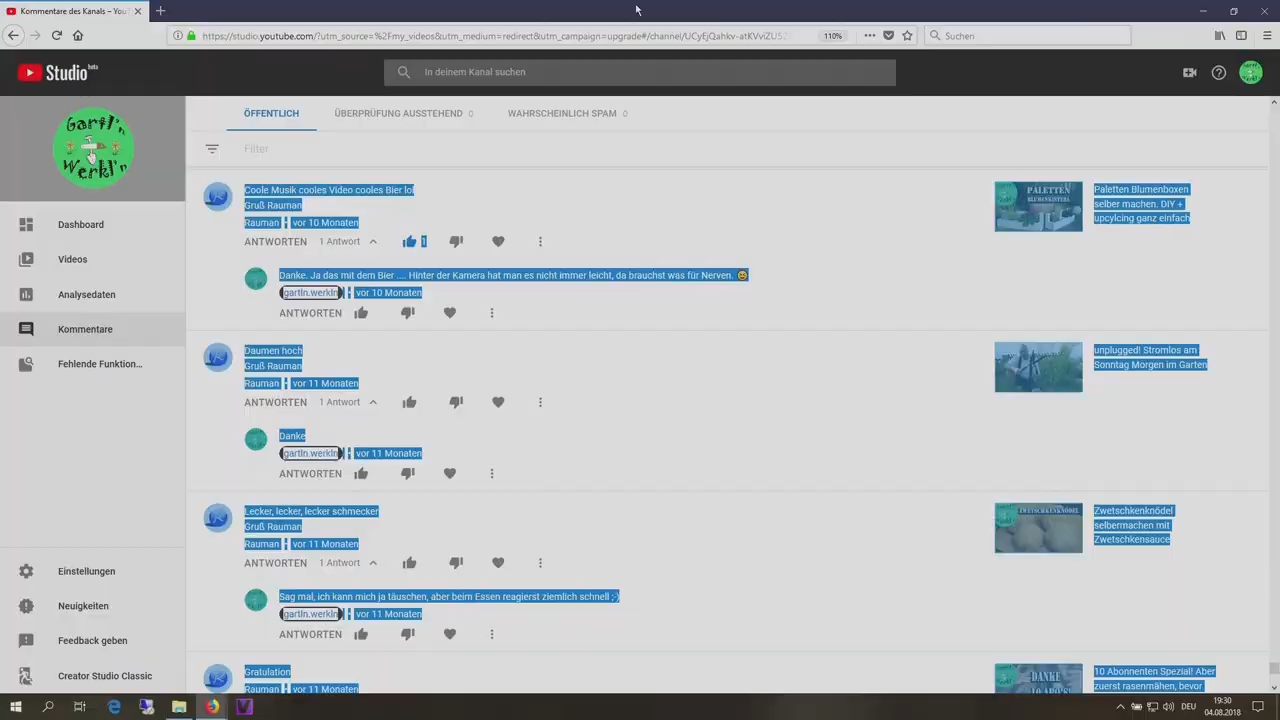 Kommentare des Kanals – YouT
https://studio.youtube.com/?utm_source=%2Fmy_videos&utm_medium=redirect&utm_campaign=upgrade#/channel/
110%
Suchen
Studio beta
In deinem Kanal suchen
Gartl'n
Werkl'n
Dashboard
Videos
Analysedaten
Kommentare
Fehlende Funktion...
Einstellungen
Neuigkeiten
Feedback geben
Creator Studio Classic
ÖFFENTLICH
ÜBERPRÜFUNG AUSSTEHEND 0
WAHRSCHEINLICH SPAM 0
Filter
Coole Musik cooles Video cooles Bier lol
Gruß Rauman
Rauman • vor 10 Monaten
ANTWORTEN 1 Antwort 1
PALETTEN
BLUMENKISTERL
Paletten Blumenboxen
selber machen. DIY +
upcylcing ganz einfach
Danke. Ja das mit dem Bier .... Hinter der Kamera hat man es nicht immer leicht, da brauchst was für Nerven. 😄
gartln.werkln • vor 10 Monaten
ANTWORTEN
Daumen hoch
Gruß Rauman
Rauman • vor 11 Monaten
ANTWORTEN 1 Antwort
unplugged! Stromlos am
Sonntag Morgen im Garten
Danke
gartln.werkln • vor 11 Monaten
ANTWORTEN
Lecker, lecker, lecker schmecker
Gruß Rauman
Rauman • vor 11 Monaten
ANTWORTEN 1 Antwort
ZWETSCHKENKNÖDEL
Zwetschkenknödel
selbermachen mit
Zwetschkensauce
Sag mal, ich kann mich ja täuschen, aber beim Essen reagierst ziemlich schnell ;-)
gartln.werkln • vor 11 Monaten
ANTWORTEN
Gratulation
Rauman • vor 11 Monaten
DANKE
10 ABO'S!
10 Abonnenten Spezial! Aber
zuerst rasenmähen, bevor
DEU
19:30
04.08.2018